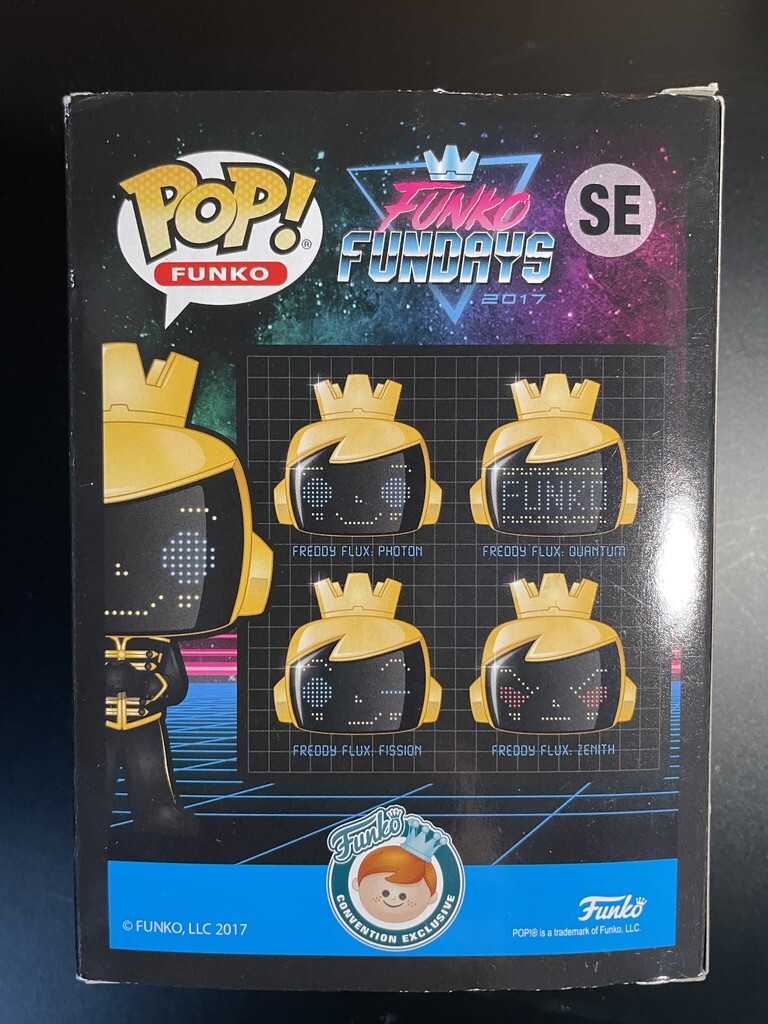 POP!®
FUNKO
FUNKO
FUNDAYS
2017
SE
FUNKO
FREDDY FLUX: PHOTON
FREDDY FLUX: QUANTUM
FREDDY FLUX: FISSION
FREDDY FLUX: ZENITH
Funko
CONVENTION EXCLUSIVE
© FUNKO, LLC 2017
Funko
POP!® is a trademark of Funko, LLC.